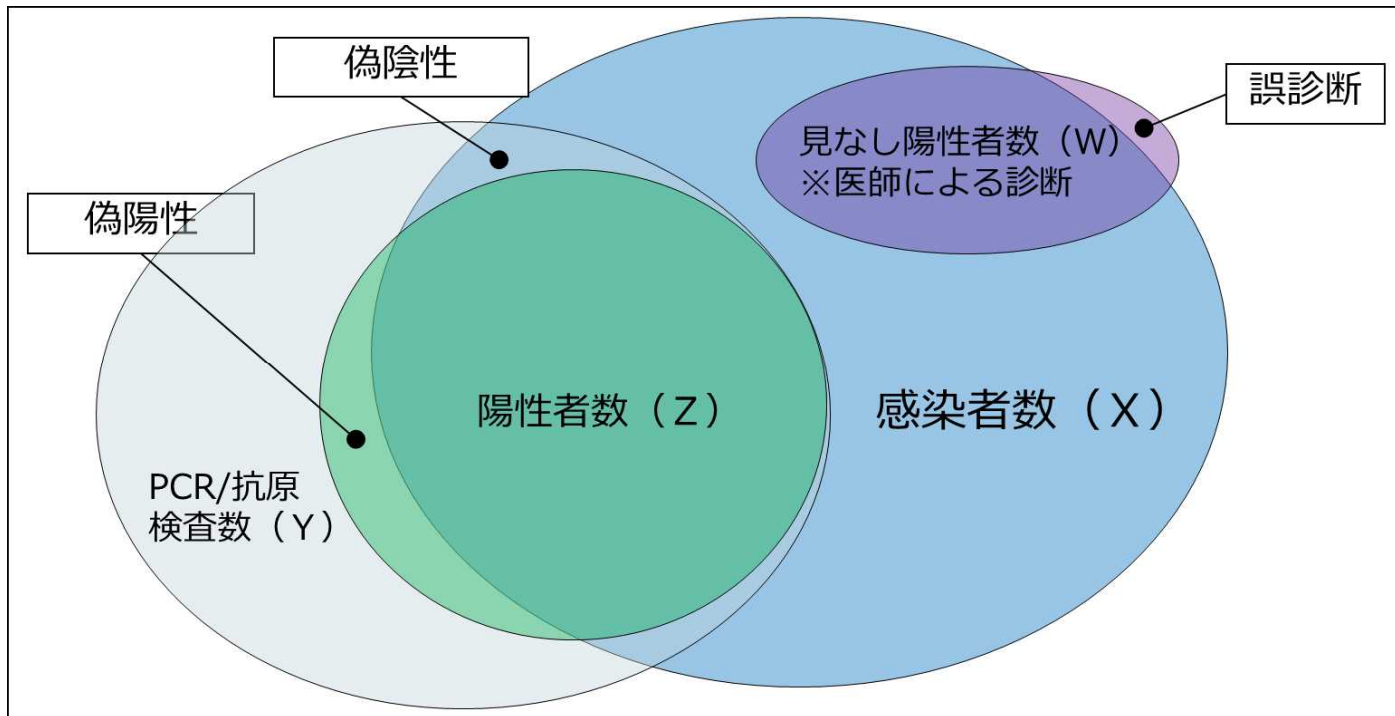 偽陰性
誤診断
見なし陽性者数（W）
※医師による診断
偽陽性
陽性者数（Z）
感染者数（X）
PCR/抗原
検査数（Y）